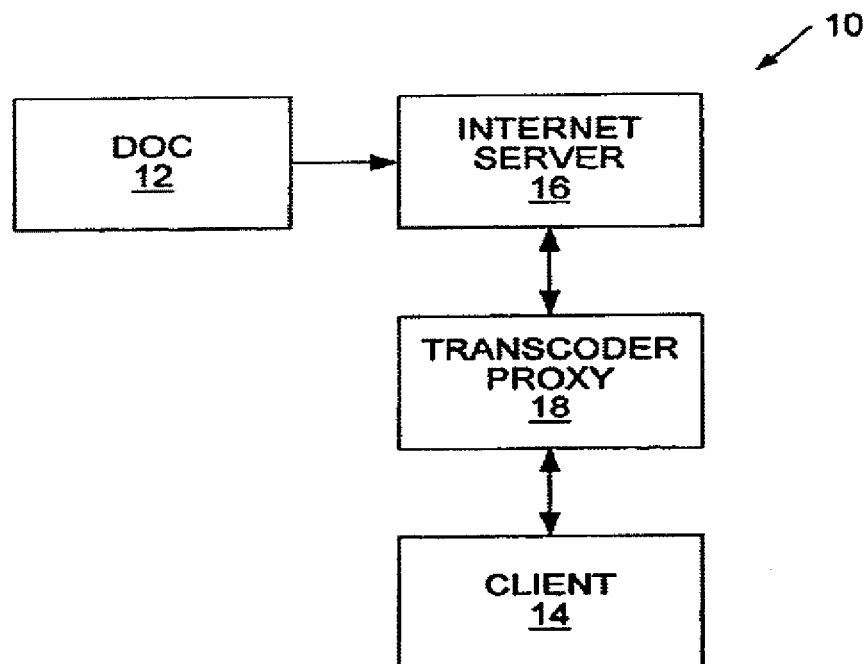 10
DOC
12
INTERNET
SERVER
16
TRANSCODER
PROXY
18
CLIENT
14